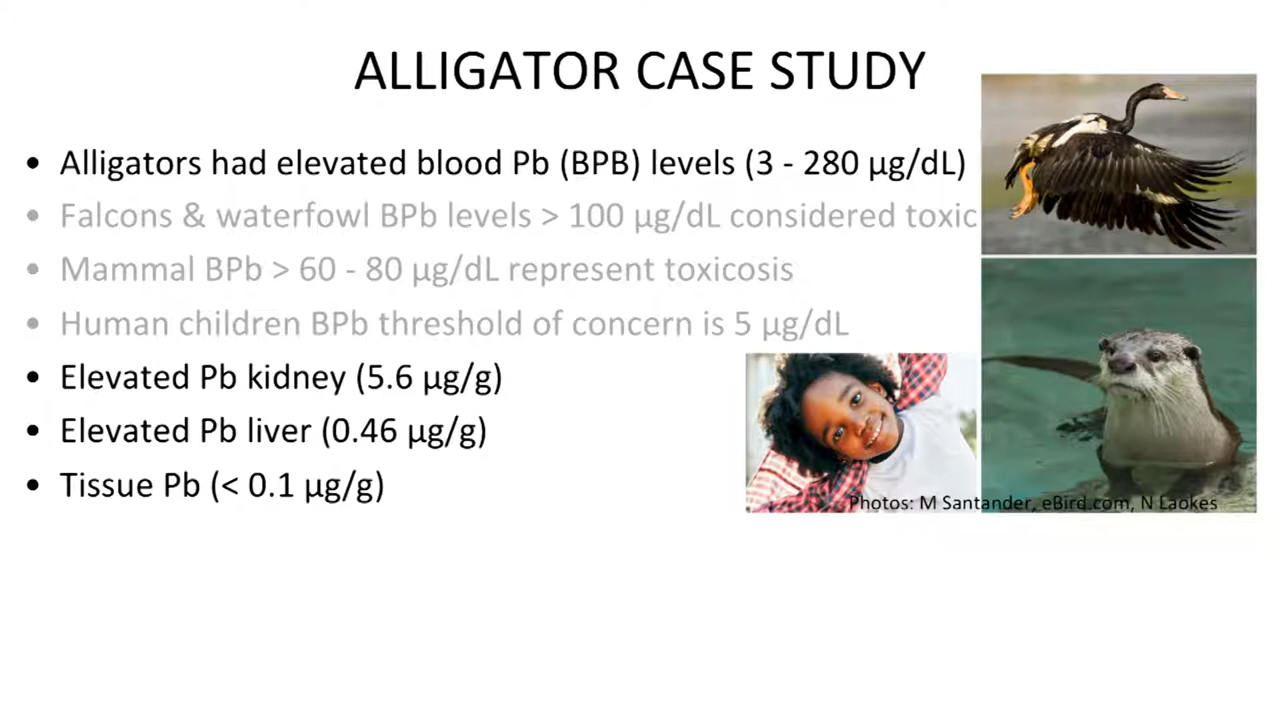 ALLIGATOR CASE STUDY
• Alligators had elevated blood Pb (BPB) levels (3 - 280 µg/dL)
• Falcons & waterfowl BPb levels > 100 µg/dL considered toxic
• Mammal BPb > 60 - 80 µg/dL represent toxicosis
• Human children BPb threshold of concern is 5 µg/dL
• Elevated Pb kidney (5.6 µg/g)
• Elevated Pb liver (0.46 µg/g)
• Tissue Pb (< 0.1 µg/g)
Photos: M Santander, eBird.com, N Laokes